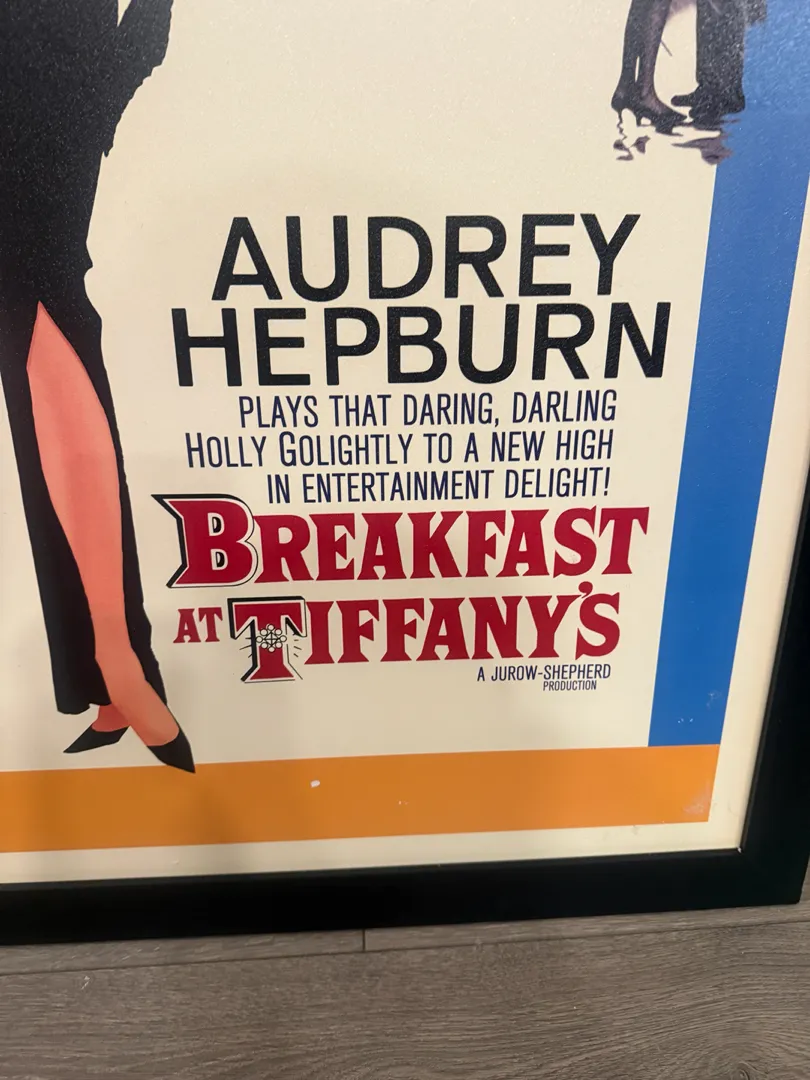 AUDREY
HEPBURN
PLAYS THAT DARING, DARLING
HOLLY GOLIGHTLY TO A NEW HIGH
IN ENTERTAINMENT DELIGHT!
BREAKFAST
AT TIFFANY'S
A JUROW-SHEPHERD
PRODUCTION